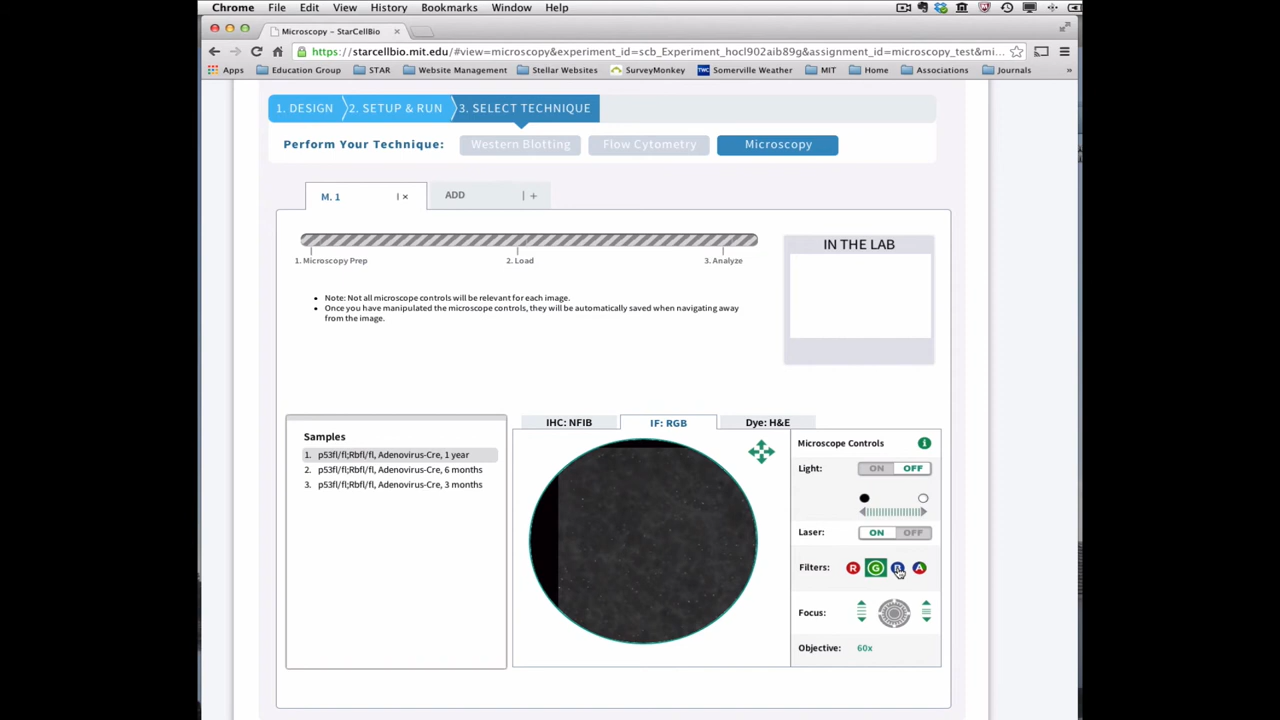 Chrome File Edit View History Bookmarks Window Help
Microscopy – StarCellBio
https://starcellbio.mit.edu/#view=microscopy&experiment_id=scb_Experiment_hocl902aib89g&assignment_id=microscopy_test&mi...
Apps Education Group STAR Website Management Stellar Websites SurveyMonkey TWC Somerville Weather MIT Home Associations Journals »
1. DESIGN 2. SETUP & RUN 3. SELECT TECHNIQUE
Perform Your Technique: Western Blotting Flow Cytometry Microscopy
M. 1 | × ADD | +
IN THE LAB
1. Microscopy Prep 2. Load 3. Analyze
Note: Not all microscope controls will be relevant for each image.
Once you have manipulated the microscope controls, they will be automatically saved when navigating away
from the image.
IHC: NFIB IF: RGB Dye: H&E
Samples
1. p53fl/fl;Rbfl/fl, Adenovirus-Cre, 1 year
2. p53fl/fl;Rbfl/fl, Adenovirus-Cre, 6 months
3. p53fl/fl;Rbfl/fl, Adenovirus-Cre, 3 months
Microscope Controls i
Light: ON OFF
Laser: ON OFF
Filters: R G B A
Focus:
Objective: 60x